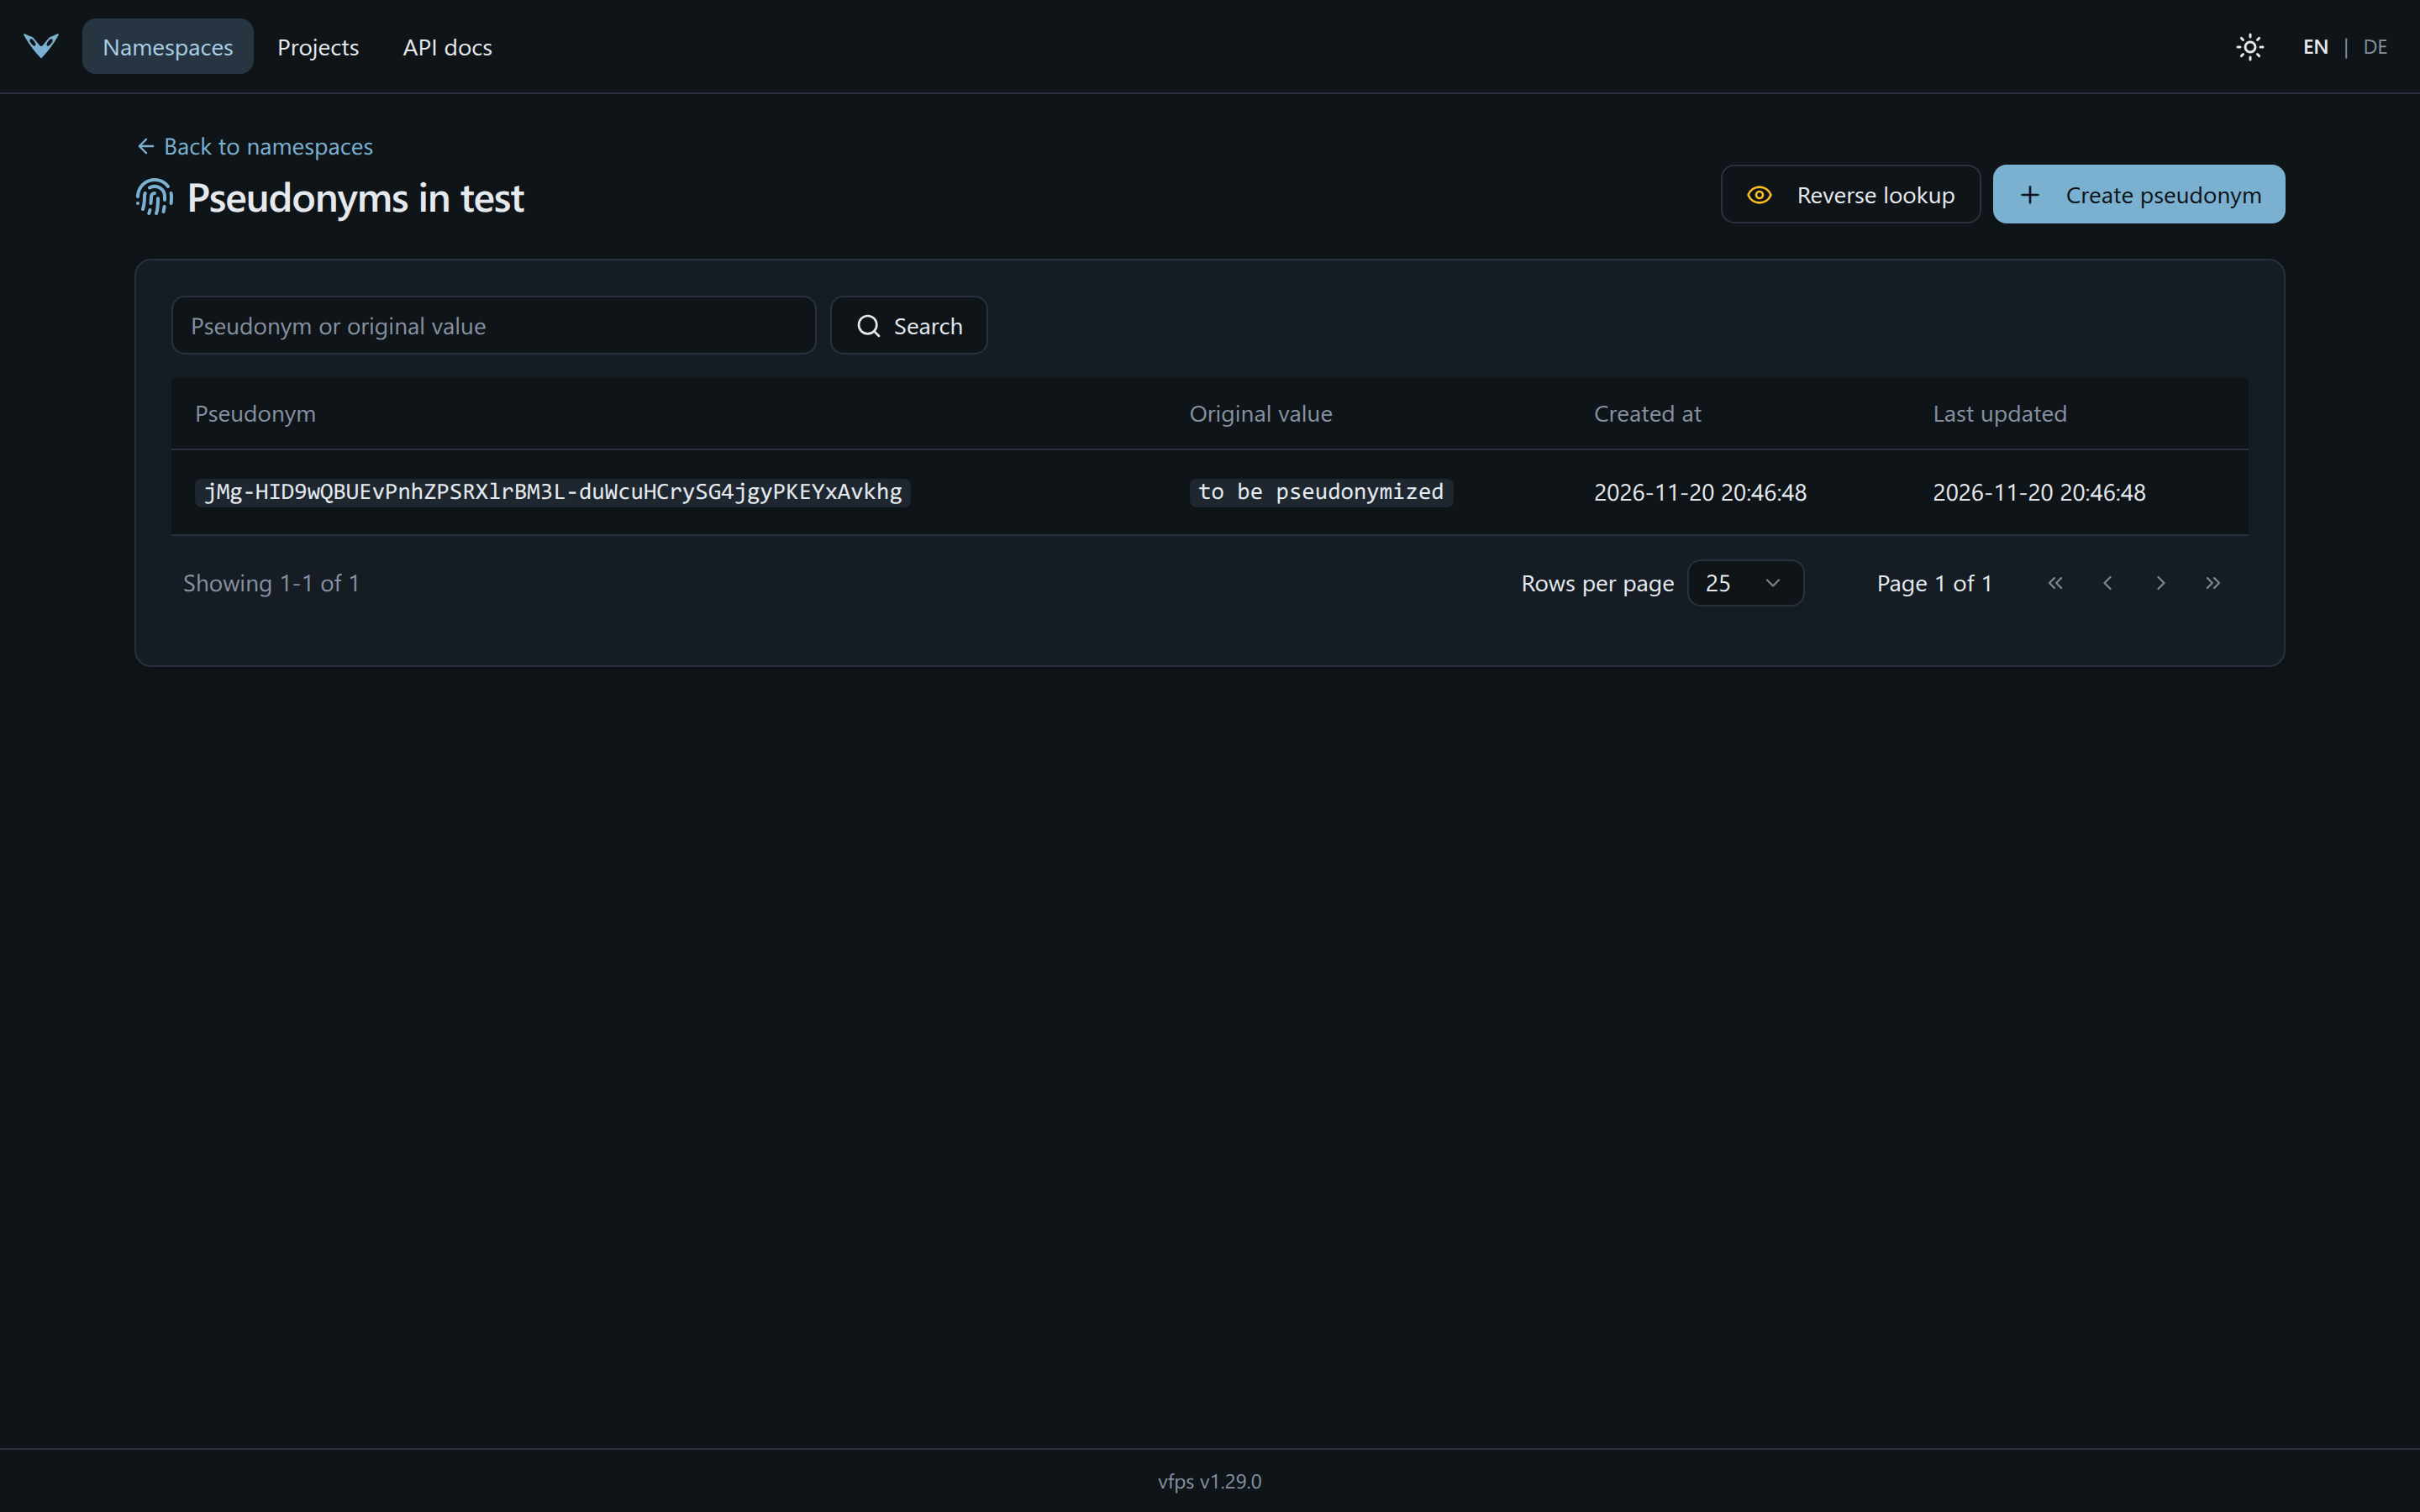 Namespaces Projects API docs EN | DE
Back to namespaces
Pseudonyms in test
Reverse lookup Create pseudonym
Pseudonym or original value Search
Pseudonym Original value Created at Last updated
jMg-HID9wQBUEvPnhZPSRXlrBM3L-duWcuHCrySG4jgyPKEYxAvkhg to be pseudonymized 2026-11-20 20:46:48 2026-11-20 20:46:48
Showing 1-1 of 1 Rows per page 25 Page 1 of 1
vfps v1.29.0